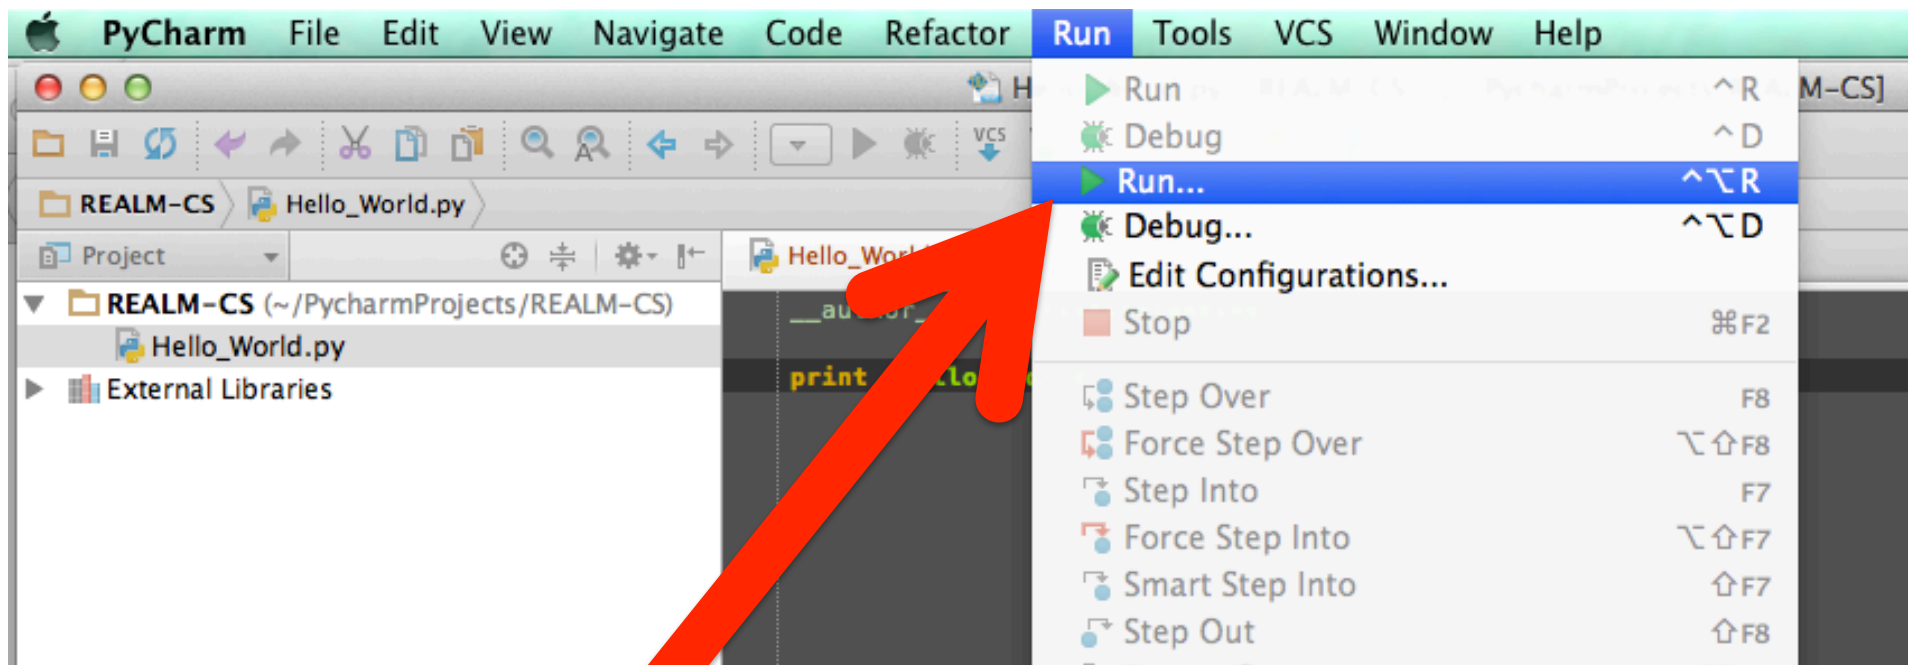 PyCharm File Edit View Navigate Code Refactor Run Tools VCS Window Help
M-CS]
VCS
REALM-CS Hello_World.py
Project
Hello_
REALM-CS (~/PycharmProjects/REALM-CS)
Hello_World.py
External Libraries
print
Run ^R
Debug ^D
Run... ^⌥R
Debug... ^⌥D
Edit Configurations...
Stop ⌘F2
Step Over F8
Force Step Over ⌥⇧F8
Step Into F7
Force Step Into ⌥⇧F7
Smart Step Into ⇧F7
Step Out ⇧F8